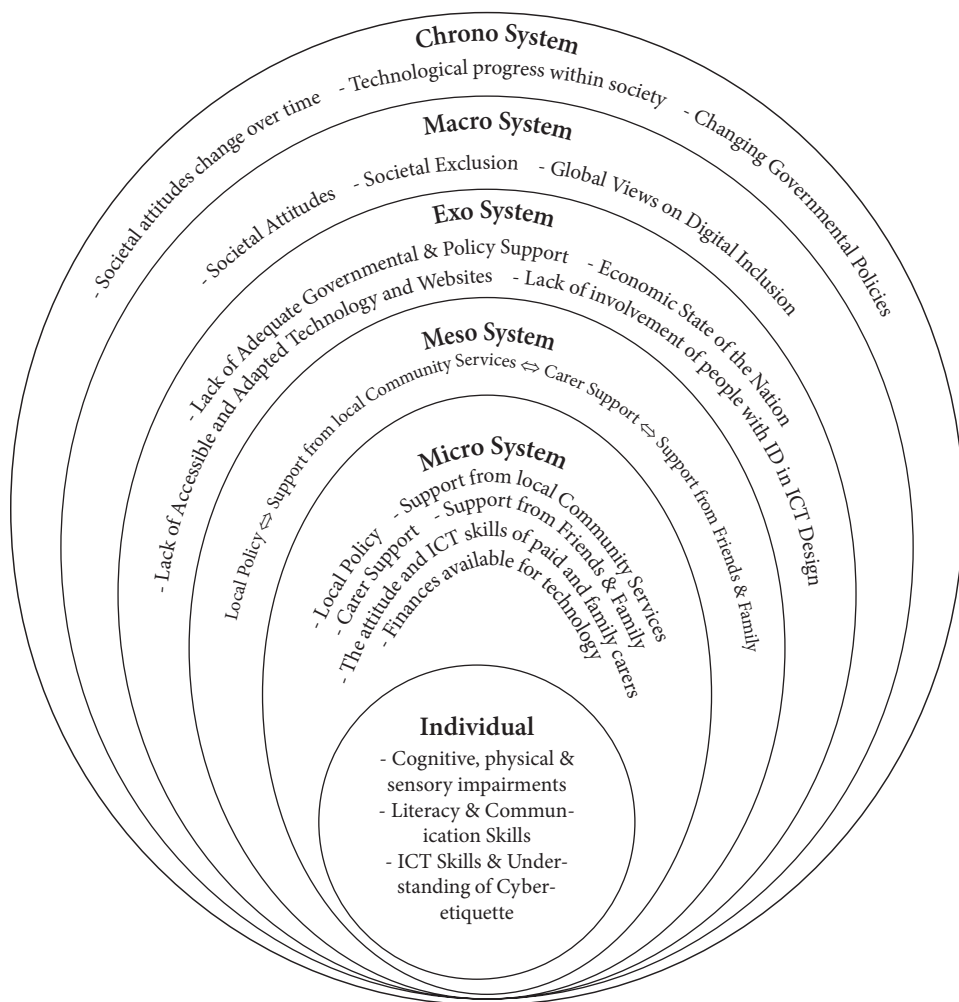 Chrono System
- Societal attitudes change over time - Technological progress within society - Changing Governmental Policies
Macro System
- Societal Attitudes - Societal Exclusion - Global Views on Digital Inclusion
Exo System
- Lack of Adequate Governmental & Policy Support - Economic State of the Nation
- Lack of Accessible and Adapted Technology and Websites - Lack of involvement of people with ID in ICT Design
Meso System
Local Policy ⇔ Support from local Community Services ⇔ Carer Support ⇔ Support from Friends & Family
Micro System
- Local Policy - Support from local Community Services
- Carer Support - Support from Friends & Family
- The attitude and ICT skills of paid and family carers
- Finances available for technology
Individual
- Cognitive, physical &
sensory impairments
- Literacy & Commun-
ication Skills
- ICT Skills & Under-
standing of Cyber-
etiquette